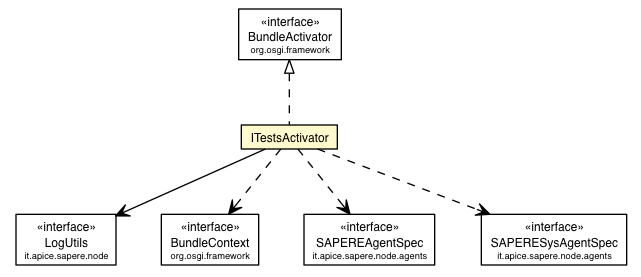 «interface»
BundleActivator
org.osgi.framework
ITestsActivator
«interface»
LogUtils
it.apice.sapere.node
«interface»
BundleContext
org.osgi.framework
«interface»
SAPEREAgentSpec
it.apice.sapere.node.agents
«interface»
SAPERESysAgentSpec
it.apice.sapere.node.agents